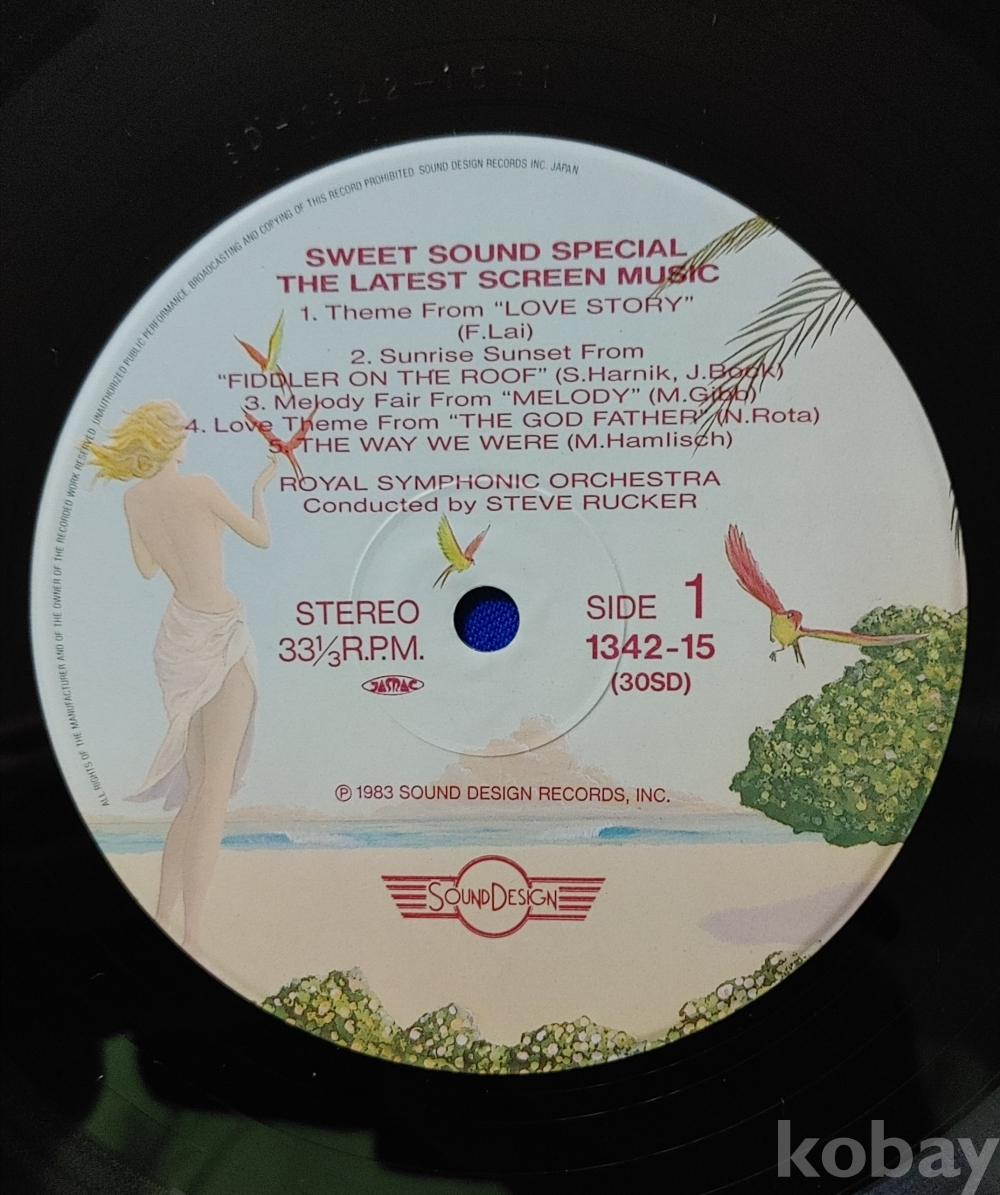 SD-1342-15-1
ALL RIGHTS OF THE MANUFACTURER AND OF THE OWNER OF THE RECORDED WORK RESERVED. UNAUTHORIZED PUBLIC PERFORMANCE, BROADCASTING AND COPYING OF THIS RECORD PROHIBITED. SOUND DESIGN RECORDS INC. JAPAN
SWEET SOUND SPECIAL
THE LATEST SCREEN MUSIC
1. Theme From “LOVE STORY”
(F.Lai)
2. Sunrise Sunset From
“FIDDLER ON THE ROOF” (S.Harnik, J.Bock)
3. Melody Fair From “MELODY” (M.Gibb)
4. Love Theme From “THE GOD FATHER” (N.Rota)
5. THE WAY WE WERE (M.Hamlisch)
ROYAL SYMPHONIC ORCHESTRA
Conducted by STEVE RUCKER
STEREO
33⅓R.P.M.
JASRAC
SIDE 1
1342-15
(30SD)
℗ 1983 SOUND DESIGN RECORDS, INC.
SOUNDDESIGN
kobay